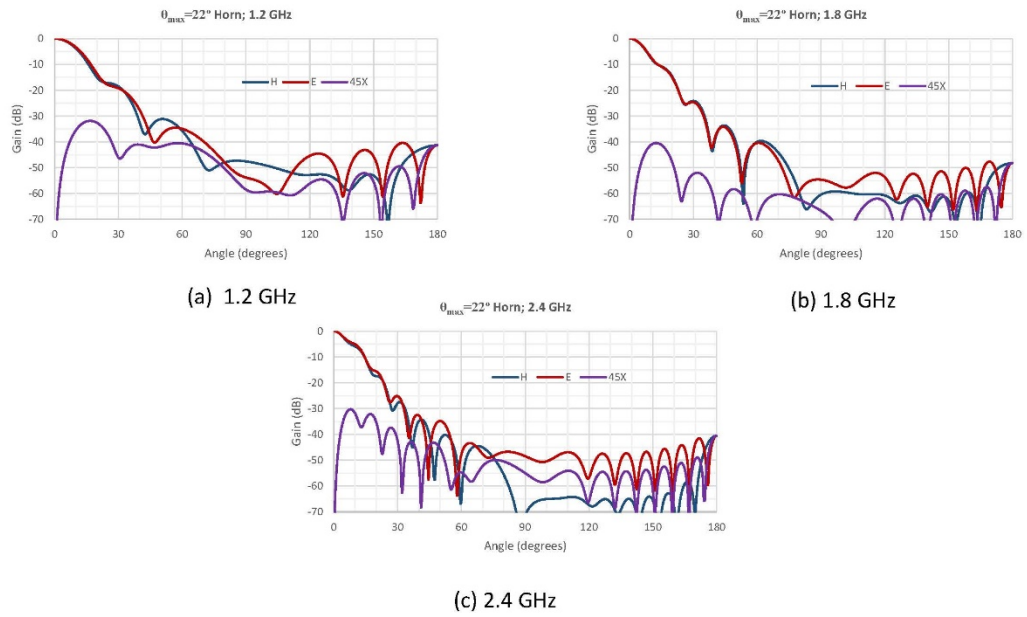 θmax=22° Horn; 1.2 GHz
0
-10
-20
-30
-40
-50
-60
-70
Gain (dB)
H E 45X
0 30 60 90 120 150 180
Angle (degrees)
(a) 1.2 GHz
θmax=22° Horn; 1.8 GHz
0
-10
-20
-30
-40
-50
-60
-70
Gain (dB)
H E 45X
0 30 60 90 120 150 180
Angle (degrees)
(b) 1.8 GHz
θmax=22° Horn; 2.4 GHz
0
-10
-20
-30
-40
-50
-60
-70
Gain (dB)
H E 45X
0 30 60 90 120 150 180
Angle (degrees)
(c) 2.4 GHz